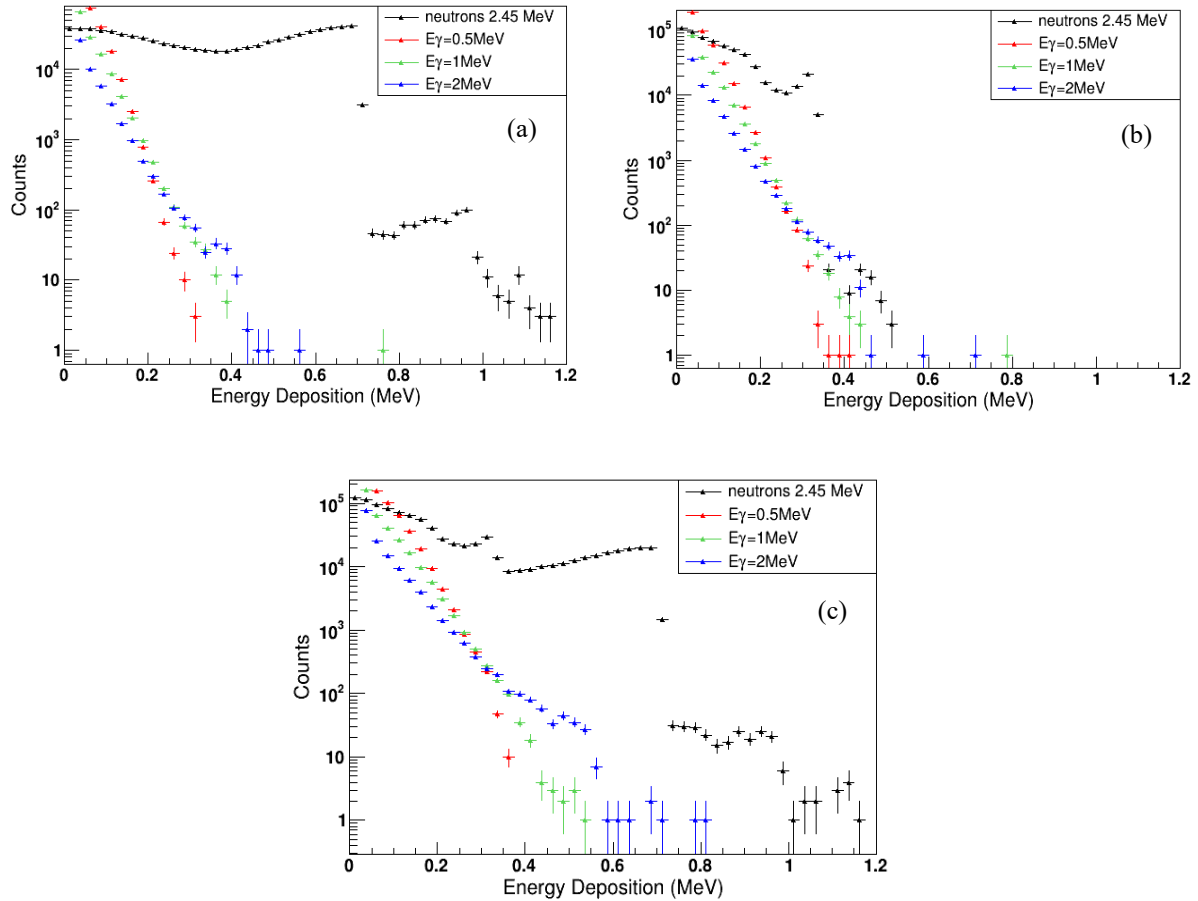 neutrons 2.45 MeV
Eγ=0.5MeV
Eγ=1MeV
Eγ=2MeV
(a)
Counts
10⁴
10³
10²
10
1
0 0.2 0.4 0.6 0.8 1 1.2
Energy Deposition (MeV)
neutrons 2.45 MeV
Eγ=0.5MeV
Eγ=1MeV
Eγ=2MeV
(b)
Counts
10⁵
10⁴
10³
10²
10
1
0 0.2 0.4 0.6 0.8 1 1.2
Energy Deposition (MeV)
neutrons 2.45 MeV
Eγ=0.5MeV
Eγ=1MeV
Eγ=2MeV
(c)
Counts
10⁵
10⁴
10³
10²
10
1
0 0.2 0.4 0.6 0.8 1 1.2
Energy Deposition (MeV)